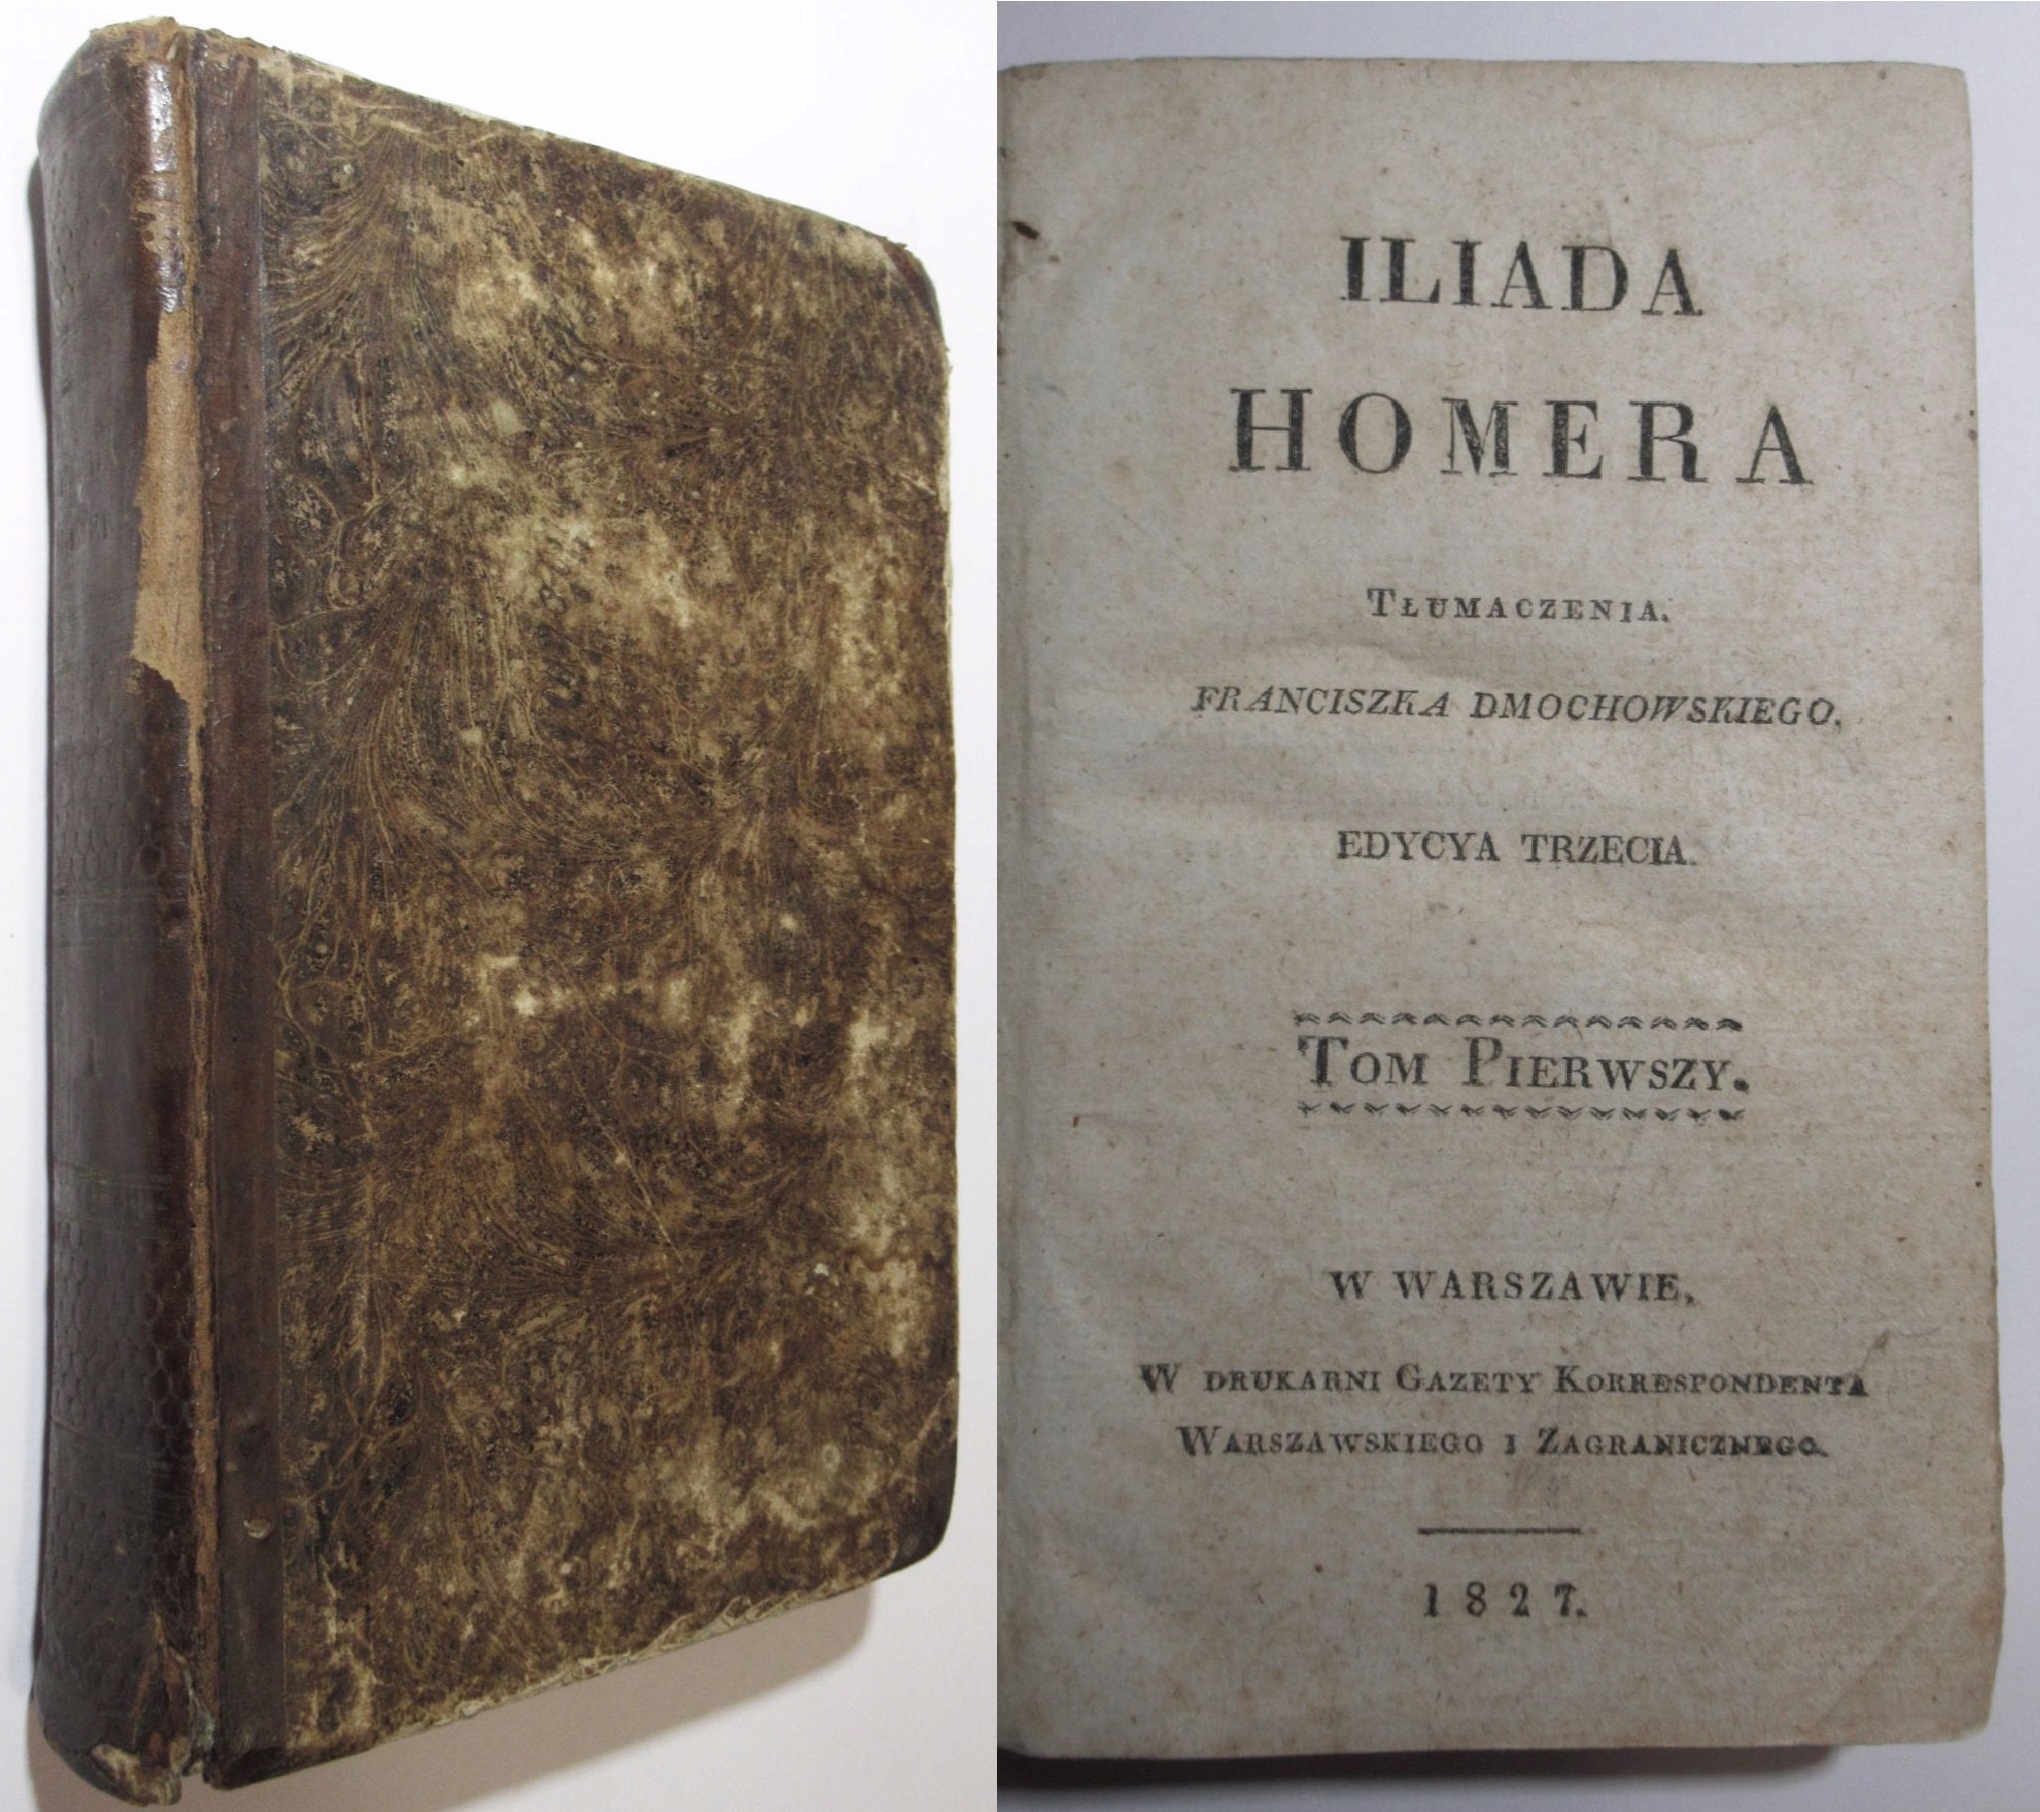 ILIADA
HOMERA
TŁUMACZENIA.
FRANCISZKA DMOCHOWSKIEGO.
EDYCYA TRZECIA.
TOM PIERWSZY.
W WARSZAWIE,
W DRUKARNI GAZETY KORRESPONDENTA
WARSZAWSKIEGO I ZAGRANICZNEGO.
1827.